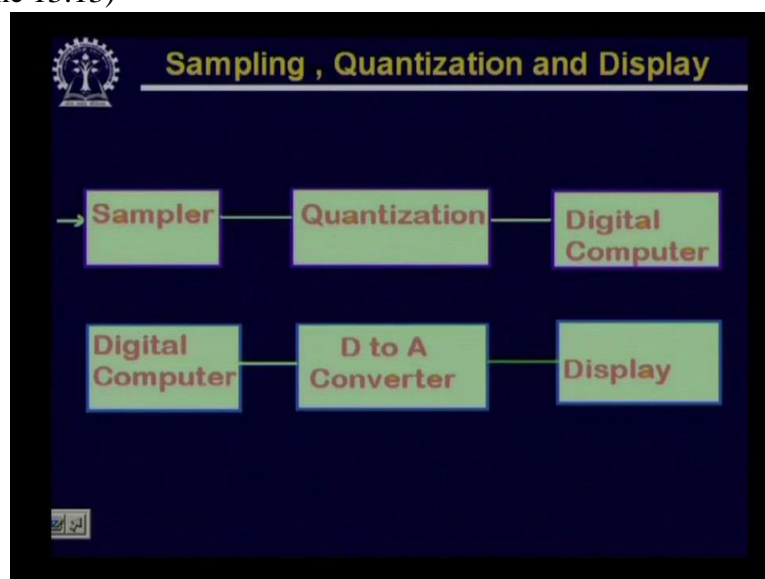 Sampling , Quantization and Display
Sampler
Quantization
Digital
Computer
Digital
Computer
D to A
Converter
Display